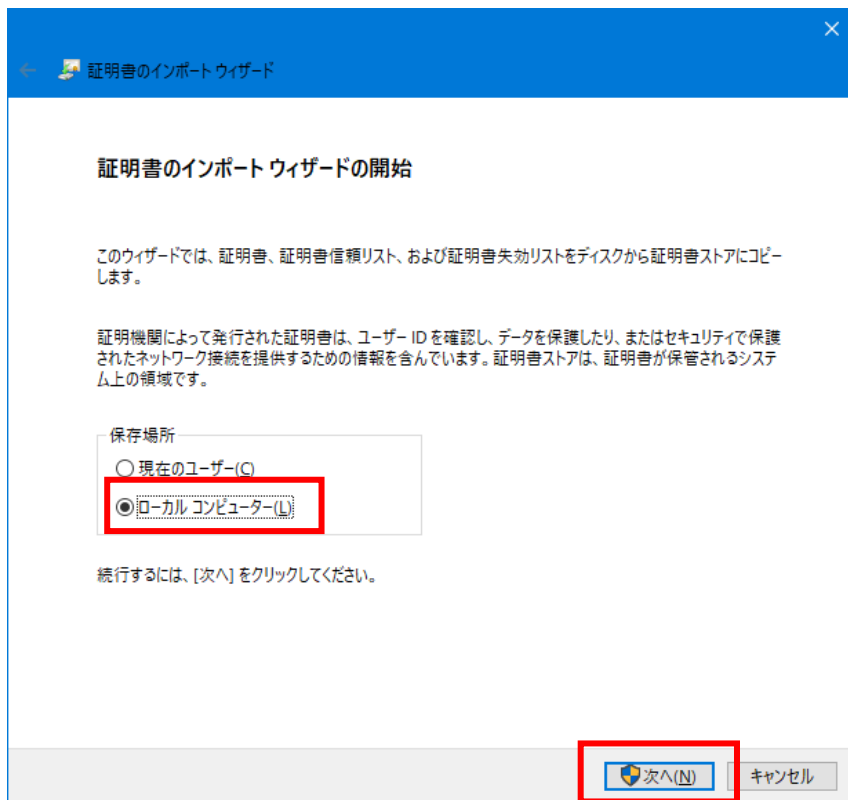 証明書のインポート ウィザード
証明書のインポート ウィザードの開始
このウィザードでは、証明書、証明書信頼リスト、および証明書失効リストをディスクから証明書ストアにコピー
します。
証明機関によって発行された証明書は、ユーザー ID を確認し、データを保護したり、またはセキュリティで保護
されたネットワーク接続を提供するための情報を含んでいます。証明書ストアは、証明書が保管されるシステ
ム上の領域です。
保存場所
現在のユーザー(C)
ローカル コンピューター(L)
続行するには、[次へ] をクリックしてください。
次へ(N)
キャンセル